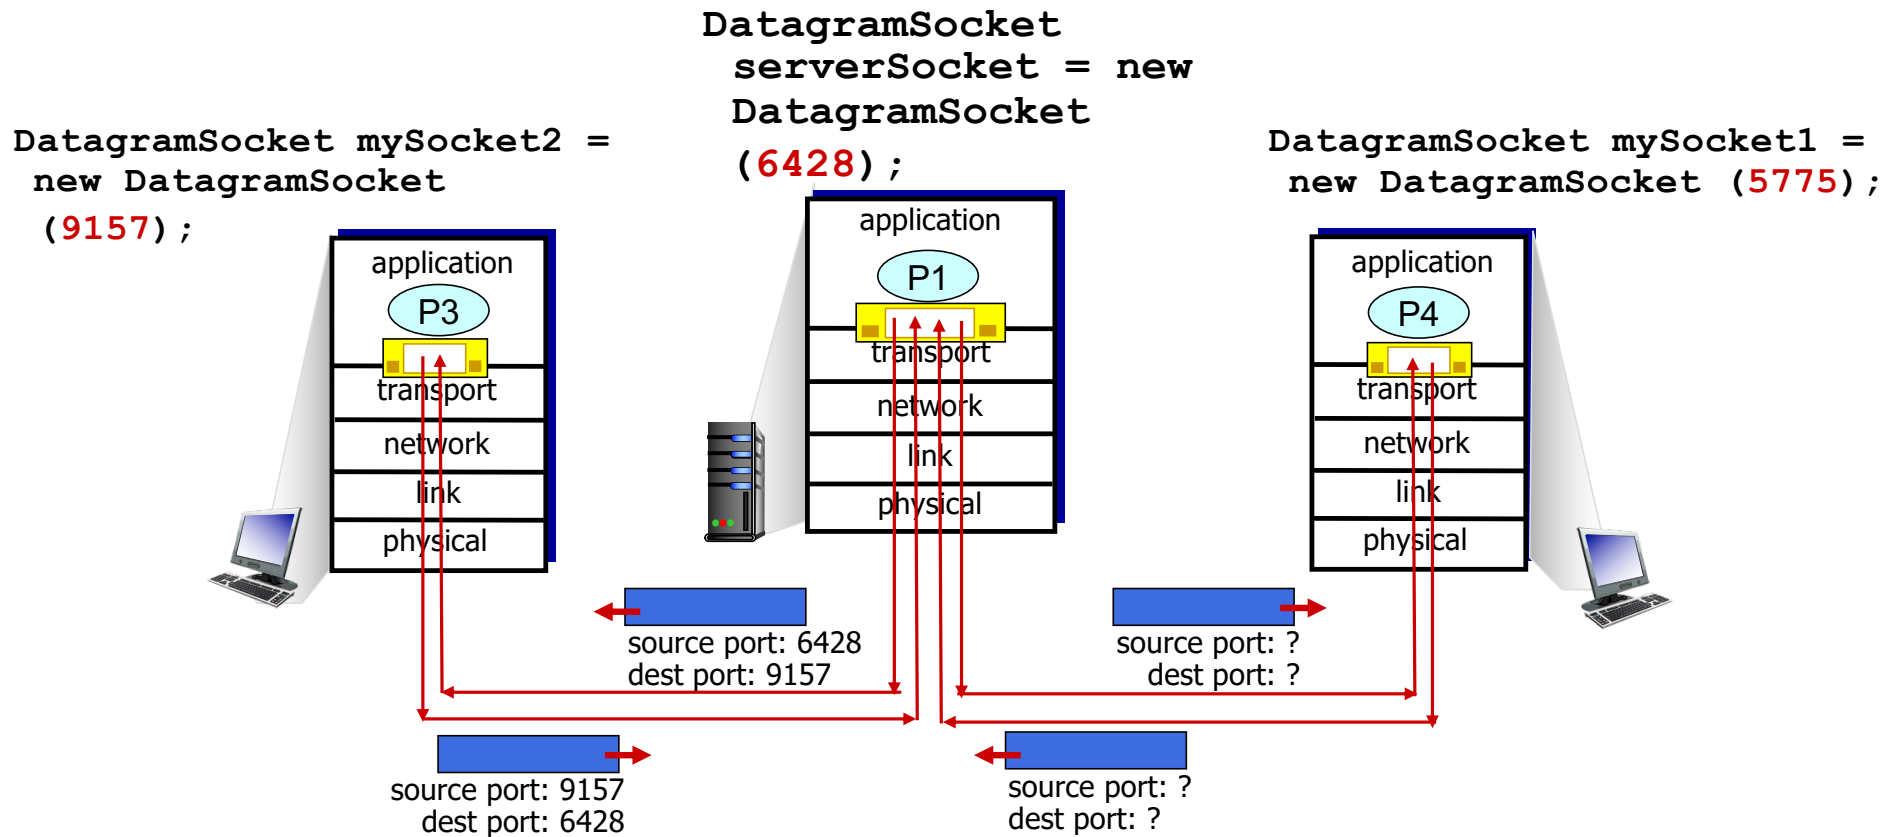 DatagramSocket
serverSocket = new
DatagramSocket
(6428);
DatagramSocket mySocket2 =
new DatagramSocket
(9157);
DatagramSocket mySocket1 =
new DatagramSocket (5775);
application
P3
transport
network
link
physical
application
P1
transport
network
link
physical
application
P4
transport
network
link
physical
source port: 6428
dest port: 9157
source port: ?
dest port: ?
source port: 9157
dest port: 6428
source port: ?
dest port: ?